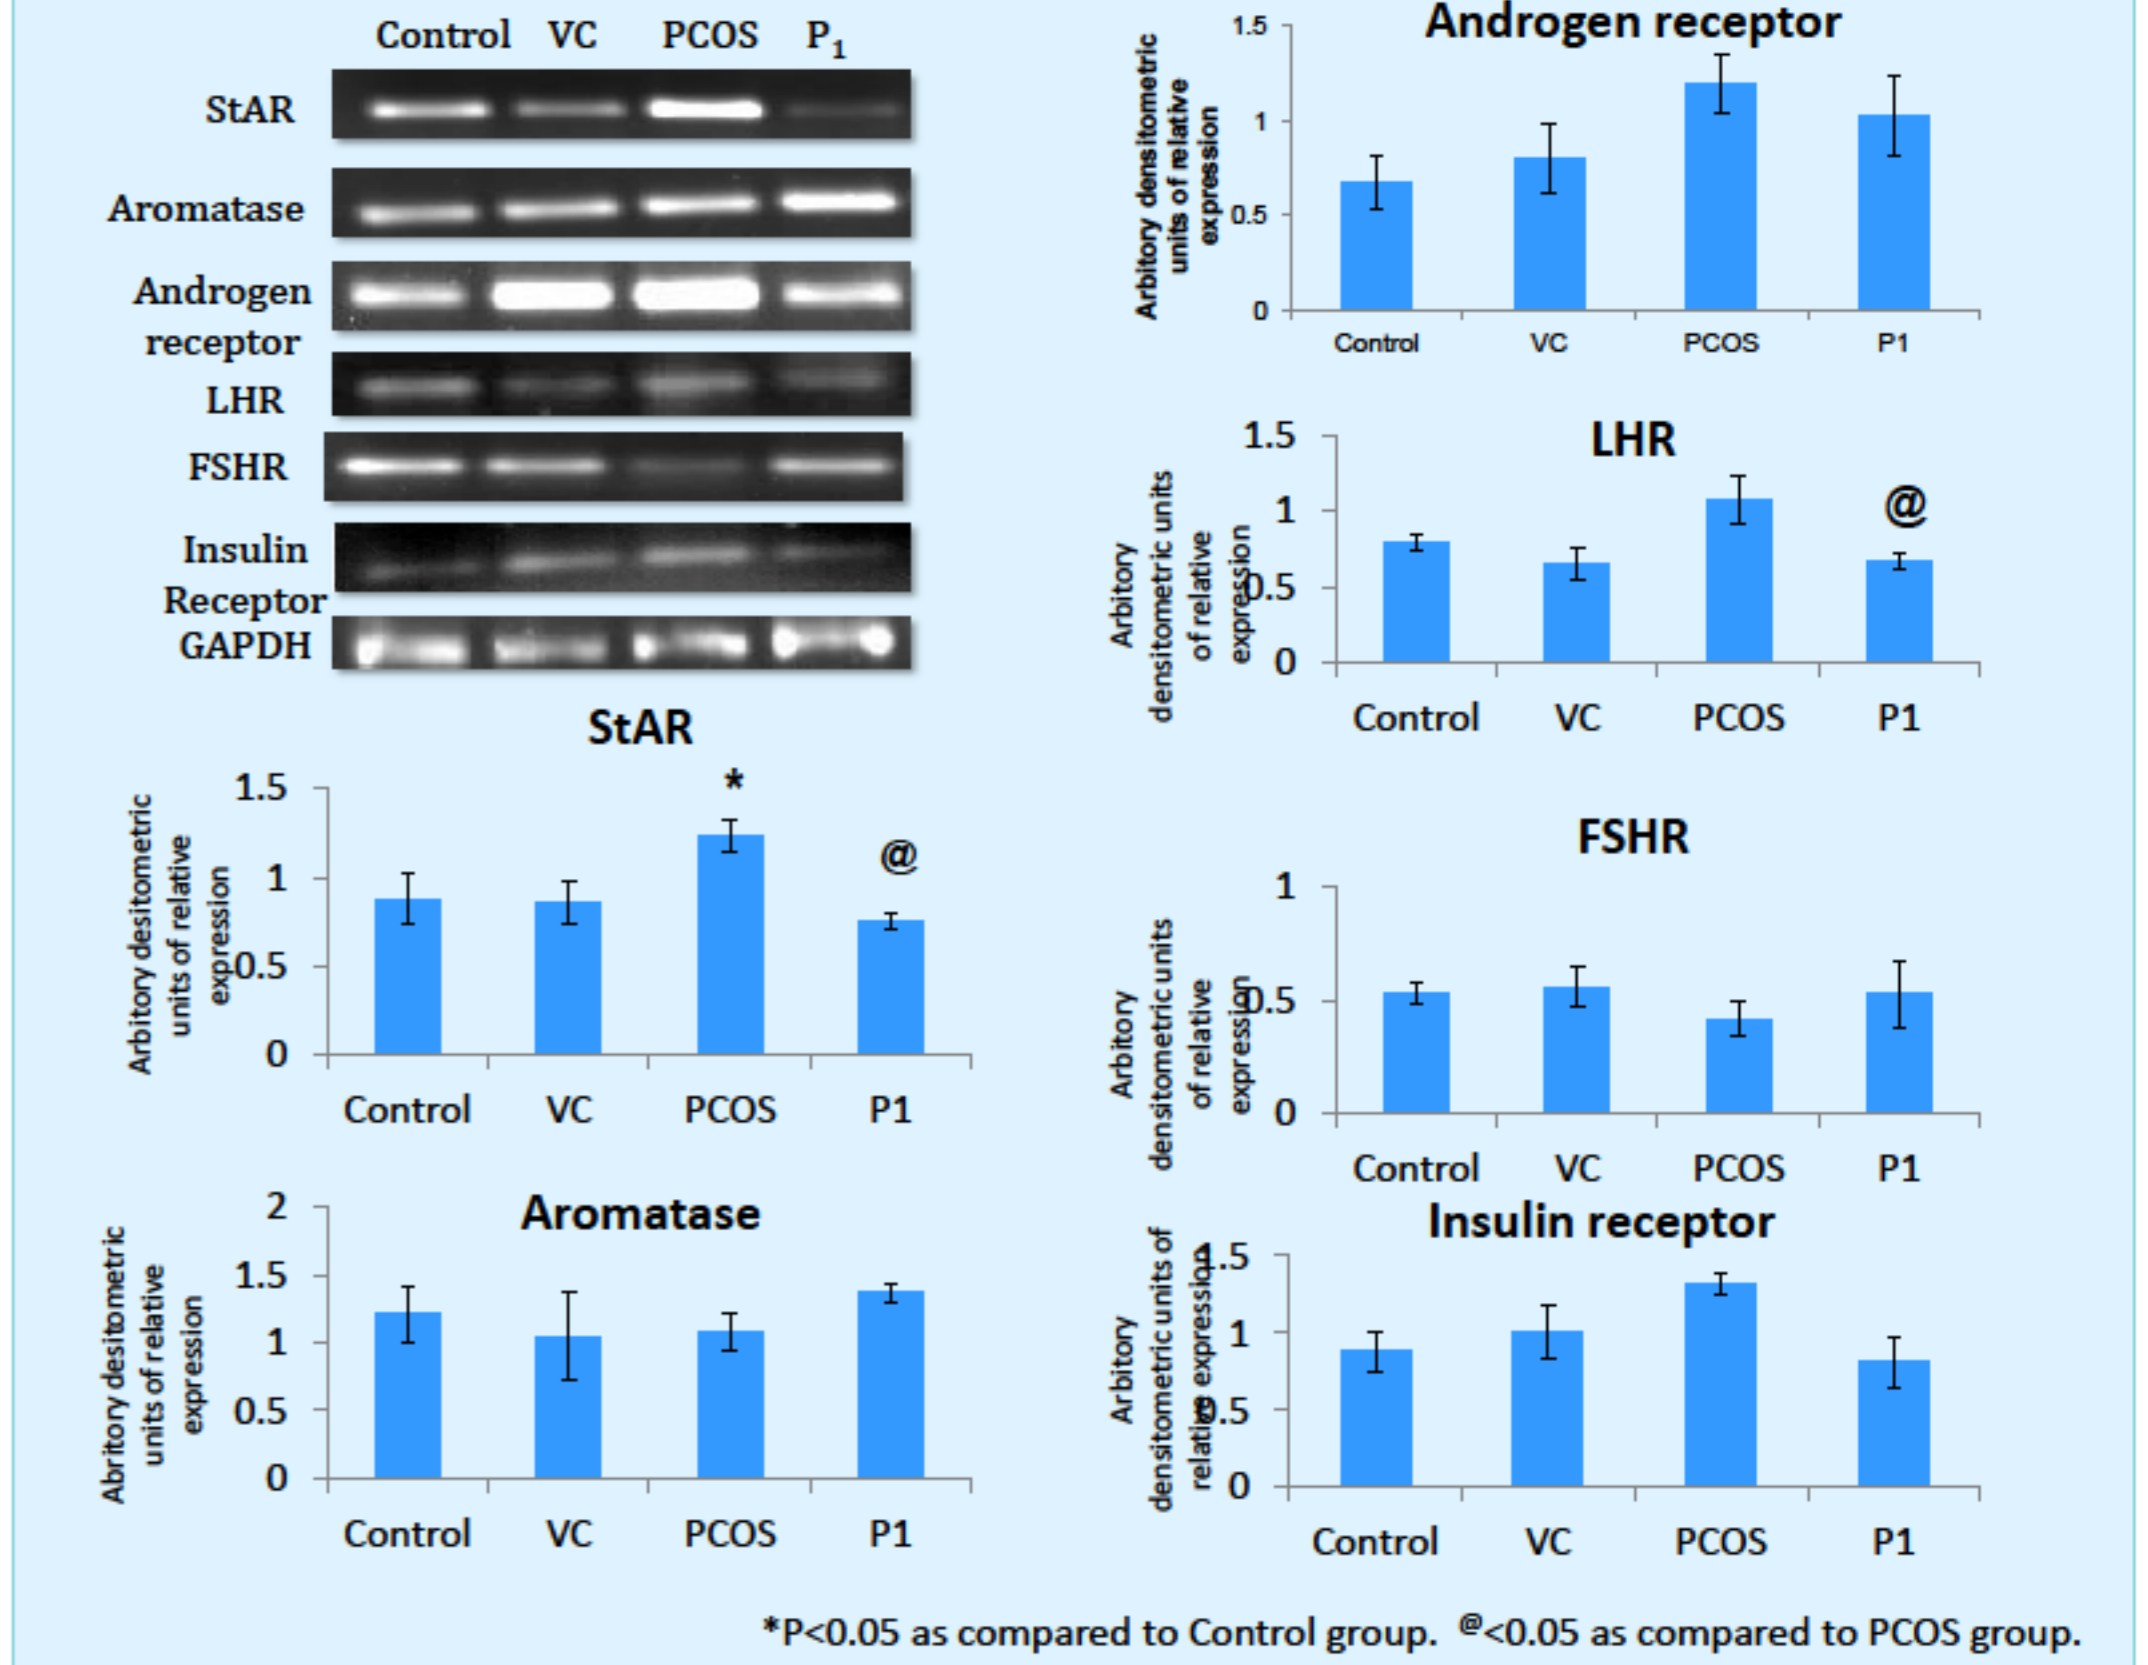 Control VC PCOS P1
StAR
Aromatase
Androgen
receptor
LHR
FSHR
Insulin
Receptor
GAPDH
StAR
Arbitory desitometric
units of relative
expression
1.5
1
0.5
0
*
@
Control VC PCOS P1
Aromatase
Abritory desitometric
units of relative
expression
2
1.5
1
0.5
0
Control VC PCOS P1
Androgen receptor
Arbitory densitometric
units of relative
expression
1.5
1
0.5
0
Control VC PCOS P1
LHR
Arbitory
densitometric units
of relative
expression
1.5
1
0.5
0
@
Control VC PCOS P1
FSHR
Arbitory
densitometric units
of relative
expression
1
0.5
0
Control VC PCOS P1
Insulin receptor
Arbitory
densitometric units of
relative expression
1.5
1
0.5
0
Control VC PCOS P1
*P<0.05 as compared to Control group. @<0.05 as compared to PCOS group.